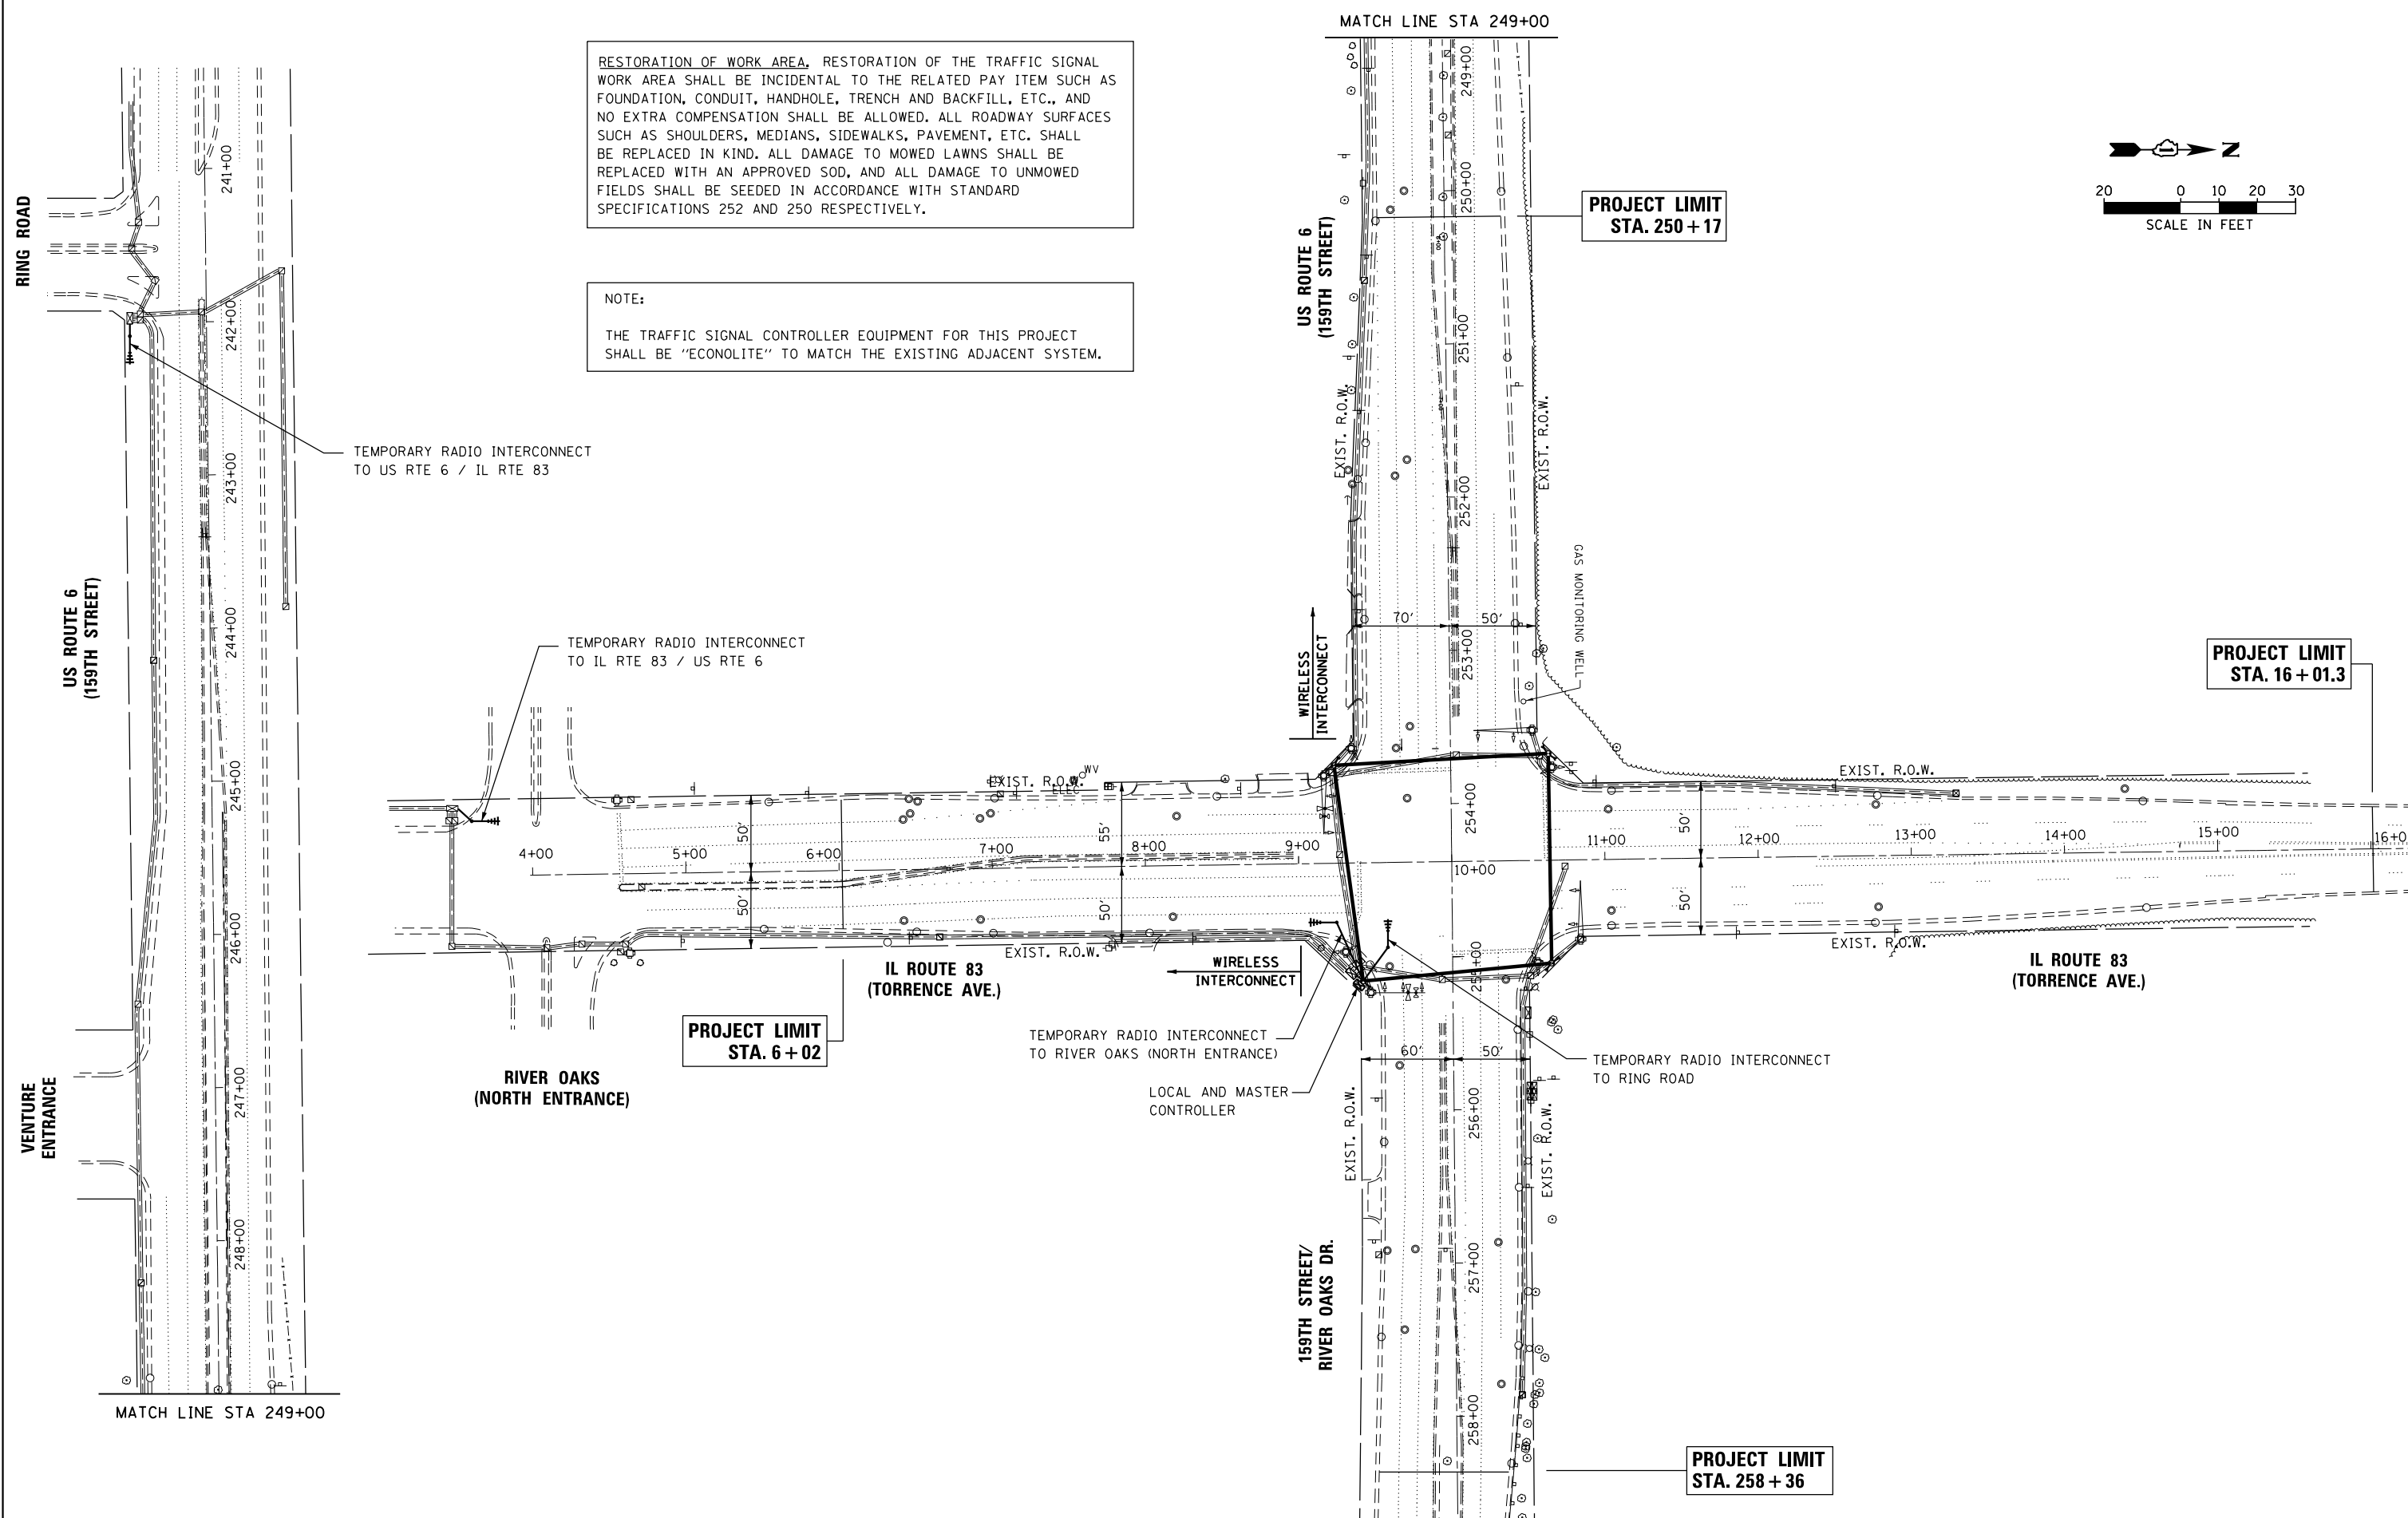 MATCH LINE STA 249+00
RESTORATION OF WORK AREA. RESTORATION OF THE TRAFFIC SIGNAL
WORK AREA SHALL BE INCIDENTAL TO THE RELATED PAY ITEM SUCH AS
FOUNDATION, CONDUIT, HANDHOLE, TRENCH AND BACKFILL, ETC., AND
NO EXTRA COMPENSATION SHALL BE ALLOWED. ALL ROADWAY SURFACES
SUCH AS SHOULDERS, MEDIANS, SIDEWALKS, PAVEMENT, ETC. SHALL
BE REPLACED IN KIND. ALL DAMAGE TO MOWED LAWNS SHALL BE
REPLACED WITH AN APPROVED SOD, AND ALL DAMAGE TO UNMOWED
FIELDS SHALL BE SEEDED IN ACCORDANCE WITH STANDARD
SPECIFICATIONS 252 AND 250 RESPECTIVELY.
NOTE:
THE TRAFFIC SIGNAL CONTROLLER EQUIPMENT FOR THIS PROJECT
SHALL BE "ECONOLITE" TO MATCH THE EXISTING ADJACENT SYSTEM.
N
20 0 10 20 30
SCALE IN FEET
RING ROAD
241+00
242+00
243+00
244+00
245+00
246+00
247+00
248+00
TEMPORARY RADIO INTERCONNECT
TO US RTE 6 / IL RTE 83
US ROUTE 6
(159TH STREET)
VENTURE
ENTRANCE
MATCH LINE STA 249+00
TEMPORARY RADIO INTERCONNECT
TO IL RTE 83 / US RTE 6
249+00
250+00
251+00
252+00
253+00
254+00
255+00
256+00
257+00
258+00
US ROUTE 6
(159TH STREET)
PROJECT LIMIT
STA. 250+17
EXIST. R.O.W.
EXIST. R.O.W.
GAS MONITORING WELL
70'
50'
WIRELESS
INTERCONNECT
PROJECT LIMIT
STA. 16+01.3
WV
EXIST. R.O.W.
ELEC
EXIST. R.O.W.
4+00
5+00
6+00
7+00
8+00
9+00
10+00
11+00
12+00
13+00
14+00
15+00
16+0
50'
50'
55'
50'
50'
50'
EXIST. R.O.W.
EXIST. R.O.W.
IL ROUTE 83
(TORRENCE AVE.)
WIRELESS
INTERCONNECT
IL ROUTE 83
(TORRENCE AVE.)
PROJECT LIMIT
STA. 6+02
RIVER OAKS
(NORTH ENTRANCE)
TEMPORARY RADIO INTERCONNECT
TO RIVER OAKS (NORTH ENTRANCE)
LOCAL AND MASTER
CONTROLLER
60'
50'
TEMPORARY RADIO INTERCONNECT
TO RING ROAD
EXIST. R.O.W.
EXIST. R.O.W.
159TH STREET/
RIVER OAKS DR.
PROJECT LIMIT
STA. 258+36